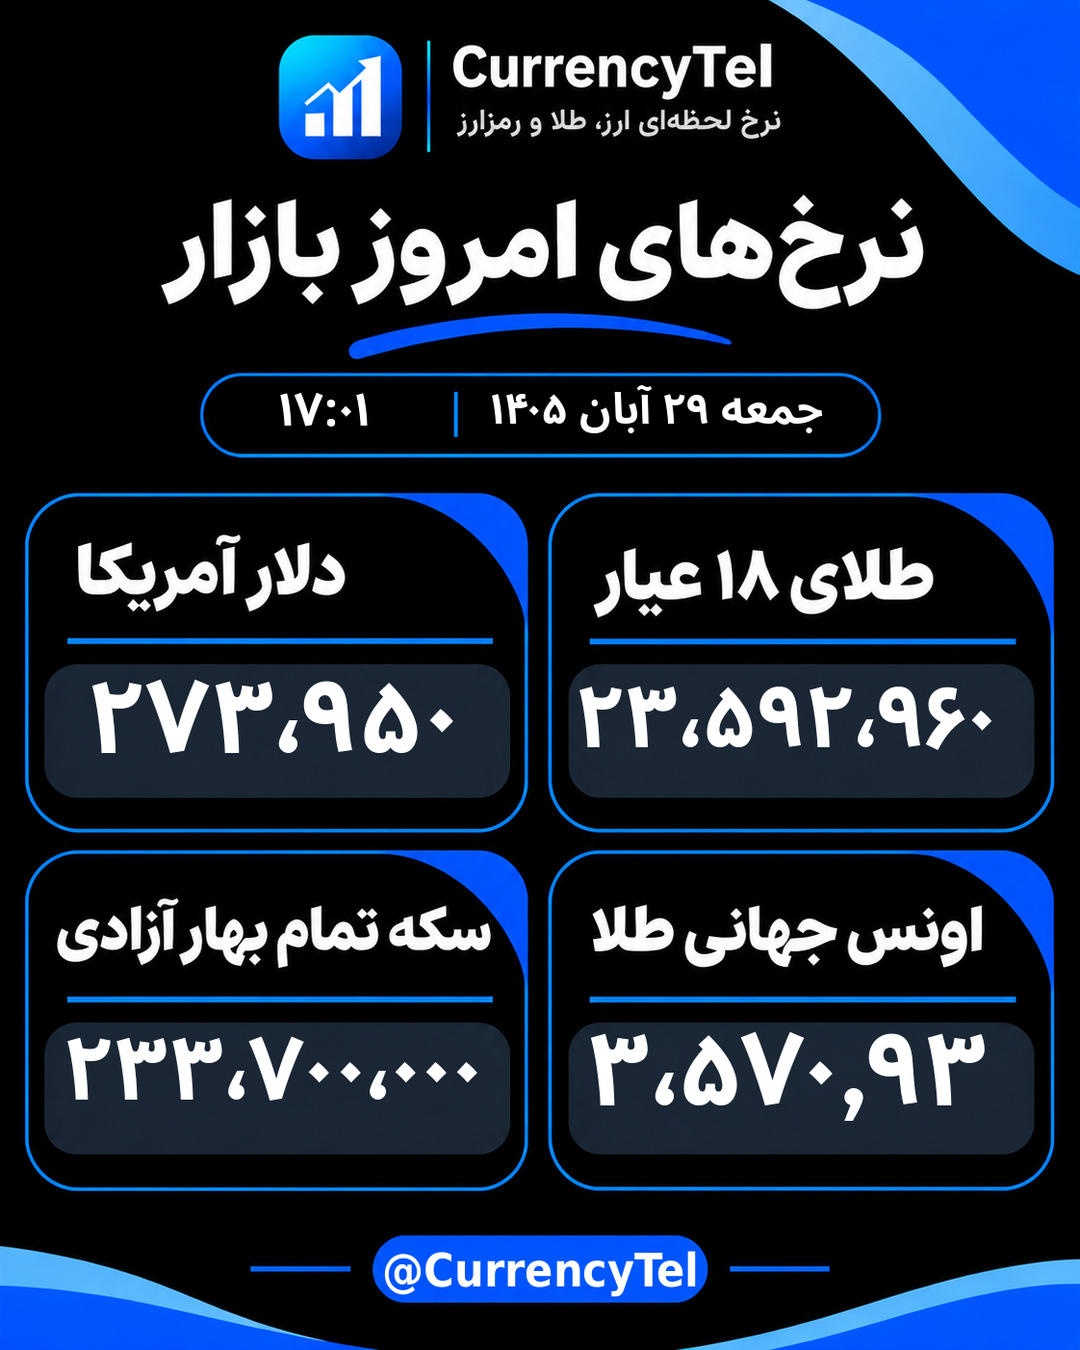 CurrencyTel
نرخ لحظه‌ای ارز، طلا و رمزارز
نرخ‌های امروز بازار
جمعه ۲۹ آبان ۱۴۰۵ | ۱۷:۰۱
طلای ۱۸ عیار
۲۳،۵۹۲،۹۶۰
دلار آمریکا
۲۷۳،۹۵۰
اونس جهانی طلا
۳،۵۷۰,۹۳
سکه تمام بهار آزادی
۲۳۳،۷۰۰،۰۰۰
@CurrencyTel